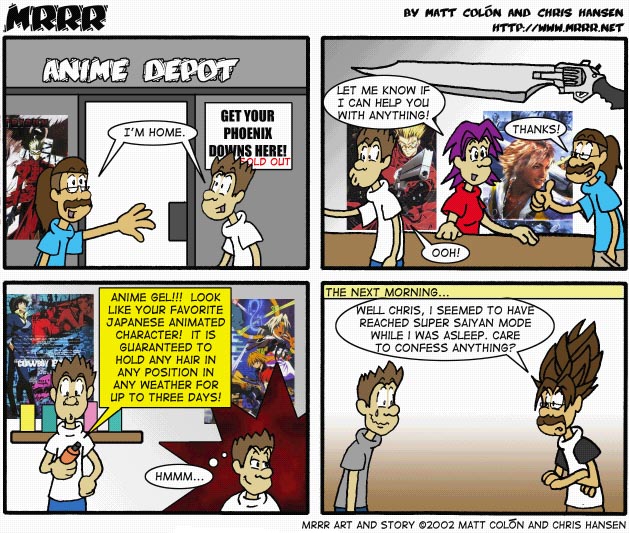 MRRR
BY MATT COLÓN AND CHRIS HANSEN
HTTP://WWW.MRRR.NET
ANIME DEPOT
GET YOUR
PHOENIX
DOWNS HERE!
SOLD OUT
I'M HOME.
LET ME KNOW IF
I CAN HELP YOU
WITH ANYTHING!
THANKS!
OOH!
COWBOY
ANIME GEL!!! LOOK
LIKE YOUR FAVORITE
JAPANESE ANIMATED
CHARACTER! IT IS
GUARANTEED TO
HOLD ANY HAIR IN
ANY POSITION IN
ANY WEATHER FOR
UP TO THREE DAYS!
HMMM...
THE NEXT MORNING...
WELL CHRIS, I SEEMED TO HAVE
REACHED SUPER SAIYAN MODE
WHILE I WAS ASLEEP. CARE
TO CONFESS ANYTHING?
MRRR ART AND STORY ©2002 MATT COLÓN AND CHRIS HANSEN